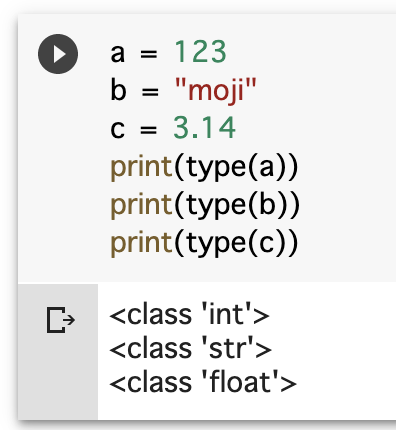 a = 123
b = "moji"
c = 3.14
print(type(a))
print(type(b))
print(type(c))
<class 'int'>
<class 'str'>
<class 'float'>